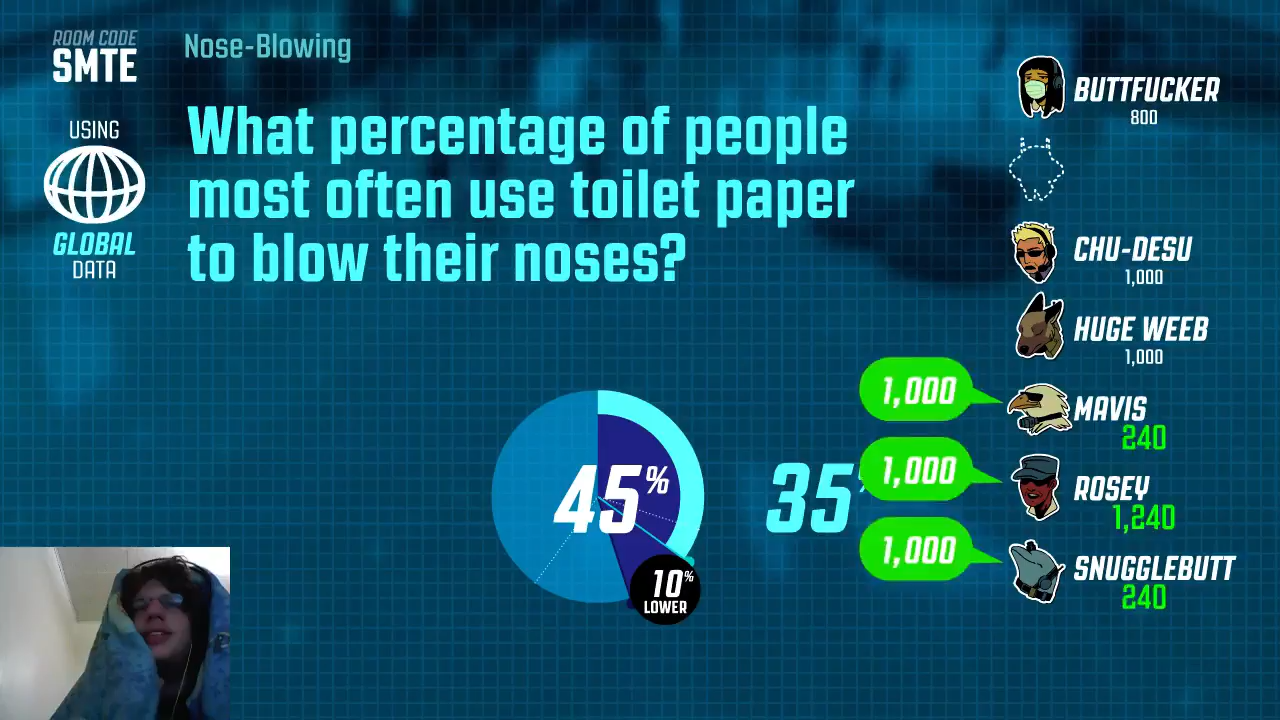 ROOM CODE
SMTE
USING
GLOBAL
DATA
Nose-Blowing
What percentage of people
most often use toilet paper
to blow their noses?
45%
10%
LOWER
35%
BUTTFUCKER
800
CHU-DESU
1,000
HUGE WEEB
1,000
1,000
MAVIS
240
1,000
ROSEY
1,240
1,000
SNUGGLEBUTT
240